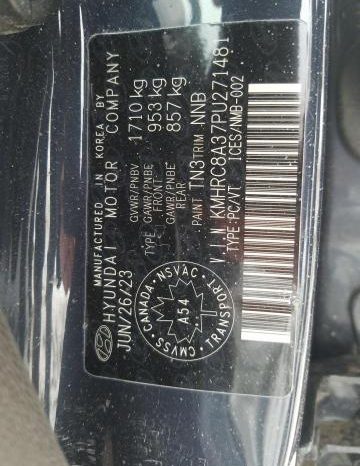 MANUFACTURED IN KOREA BY
HYUNDAI MOTOR COMPANY
JUN/26/23
GVWR/PNBV 1710 kg
TYPE GAWR/PNBE FRONT 953 kg
GAWR/PNBE REAR 857 kg
PAINT TN3 TRIM NNB
V.I.N KMHRC8A37PU271481
TYPE:PC/VT ICES/NMB-002
CANADA NSVAC
TRANSPORT CMVSS
A54